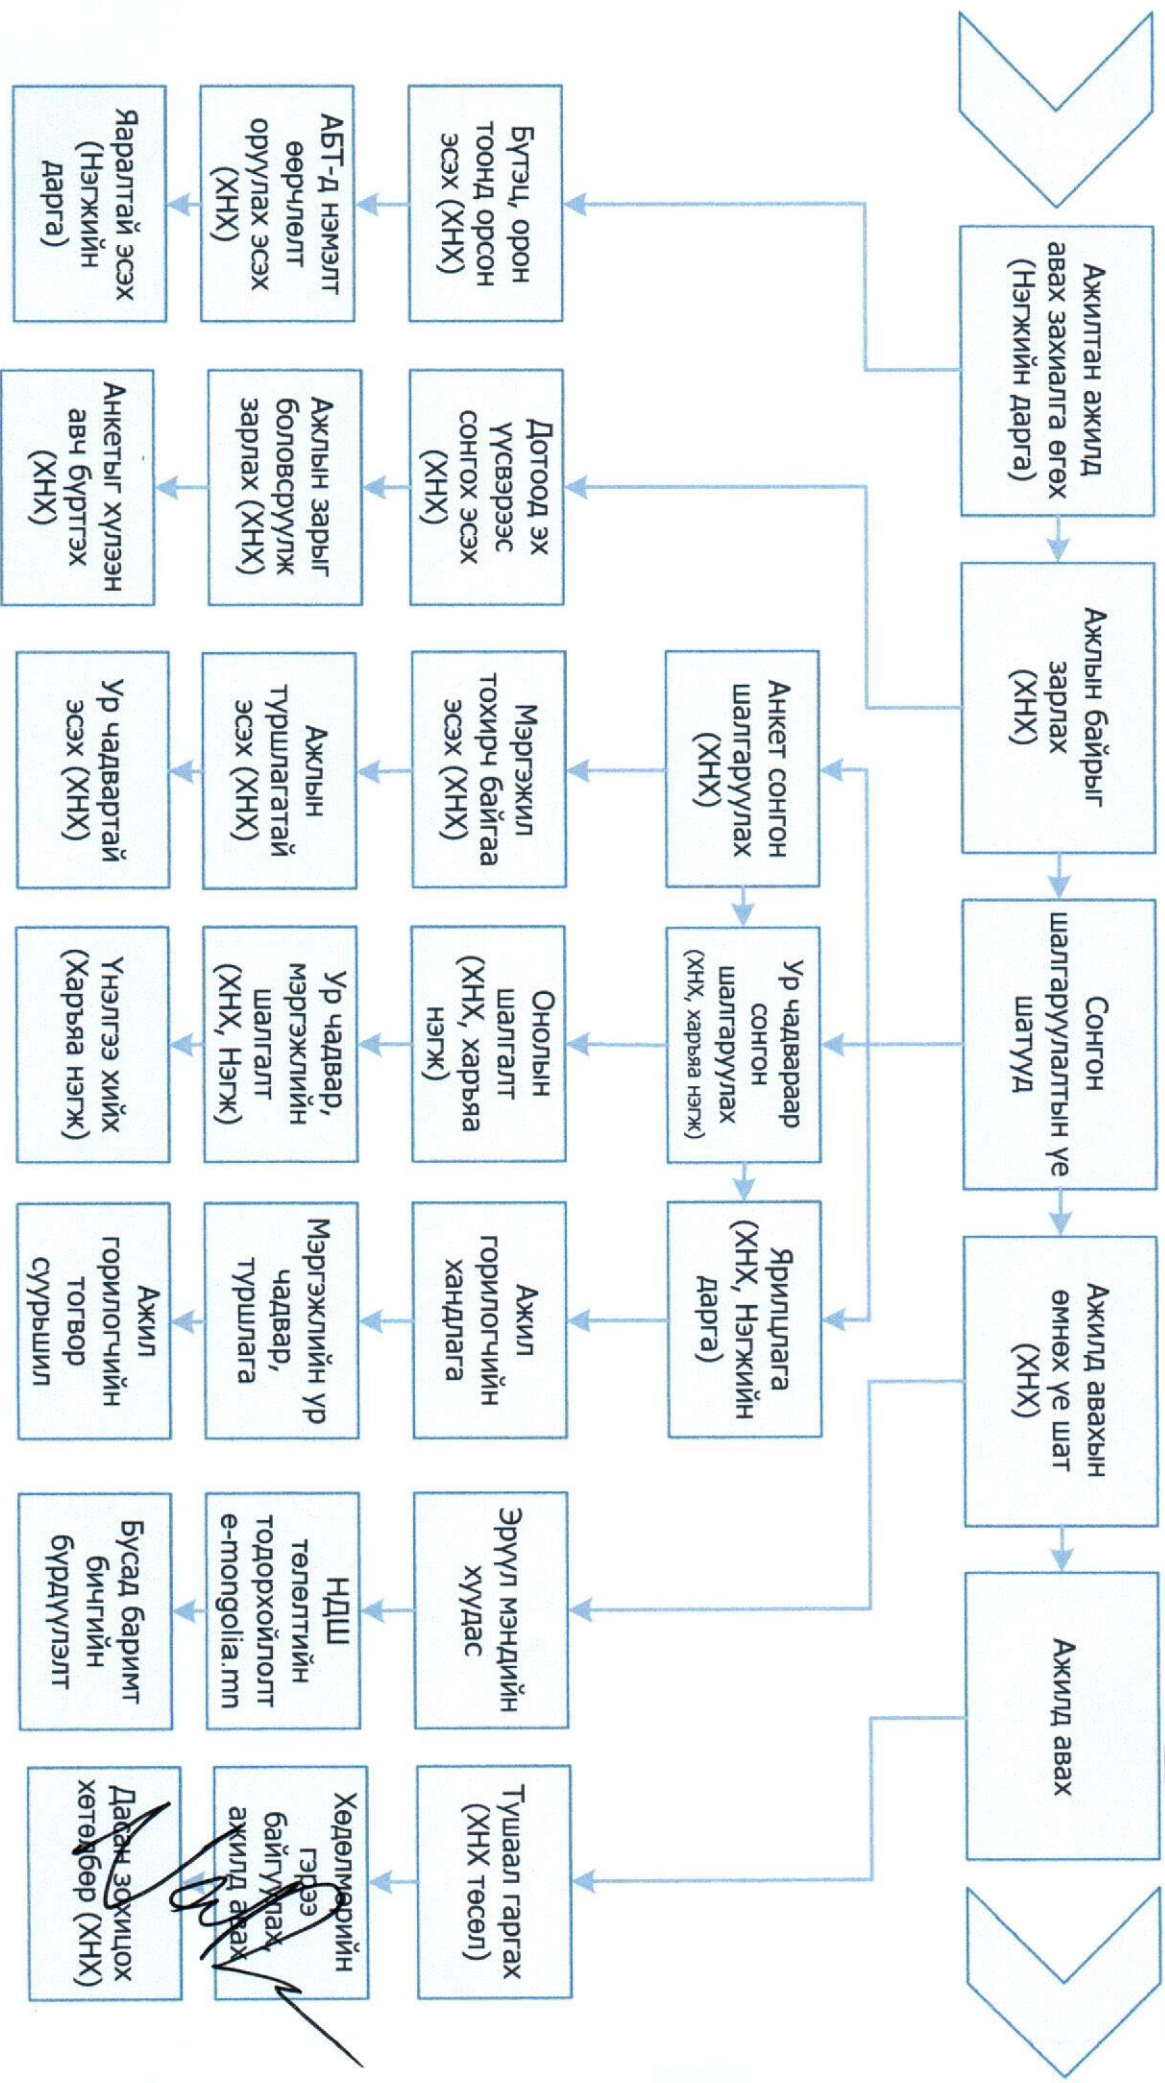 Ажилтан ажилд
авах захиалга өгөх
(Нэгжийн дарга)
Ажлын байрыг
зарлах
(ХНХ)
Сонгон
шалгаруулалтын үе
шатууд
Ажилд авахын
өмнөх үе шат
(ХНХ)
Ажилд авах
Анкет сонгон
шалгаруулах
(ХНХ)
Ур чадвараар
сонгон
шалгаруулах
(ХНХ, харъяа нэгж)
Ярилцлага
(ХНХ, Нэгжийн
дарга)
Бүтэц, орон
тоонд орсон
эсэх (ХНХ)
Дотоод эх
үүсвэрээс
сонгох эсэх
(ХНХ)
Мэргэжил
тохирч байгаа
эсэх (ХНХ)
Онолын
шалгалт
(ХНХ, харъяа
нэгж)
Ажил
горилогчийн
хандлага
Эрүүл мэндийн
хуудас
Тушаал гаргах
(ХНХ төсөл)
АБТ-д нэмэлт
өөрчлөлт
оруулах эсэх
(ХНХ)
Ажлын зарыг
боловсруулж
зарлах (ХНХ)
Ажлын
туршлагатай
эсэх (ХНХ)
Ур чадвар,
мэргэжлийн
шалгалт
(ХНХ, Нэгж)
Мэргэжлийн ур
чадвар,
туршлага
НДШ
төлөлтийн
тодорхойлолт
e-mongolia.mn
Хөдөлмөрийн
гэрээ
байгуулах,
ажилд авах
Яаралтай эсэх
(Нэгжийн
дарга)
Анкетыг хүлээн
авч бүртгэх
(ХНХ)
Ур чадвартай
эсэх (ХНХ)
Үнэлгээ хийх
(Харъяа нэгж)
Ажил
горилогчийн
тогвор
суурьшил
Бусад баримт
бичгийн
бүрдүүлэлт
Дасан зохицох
хөтөлбөр (ХНХ)